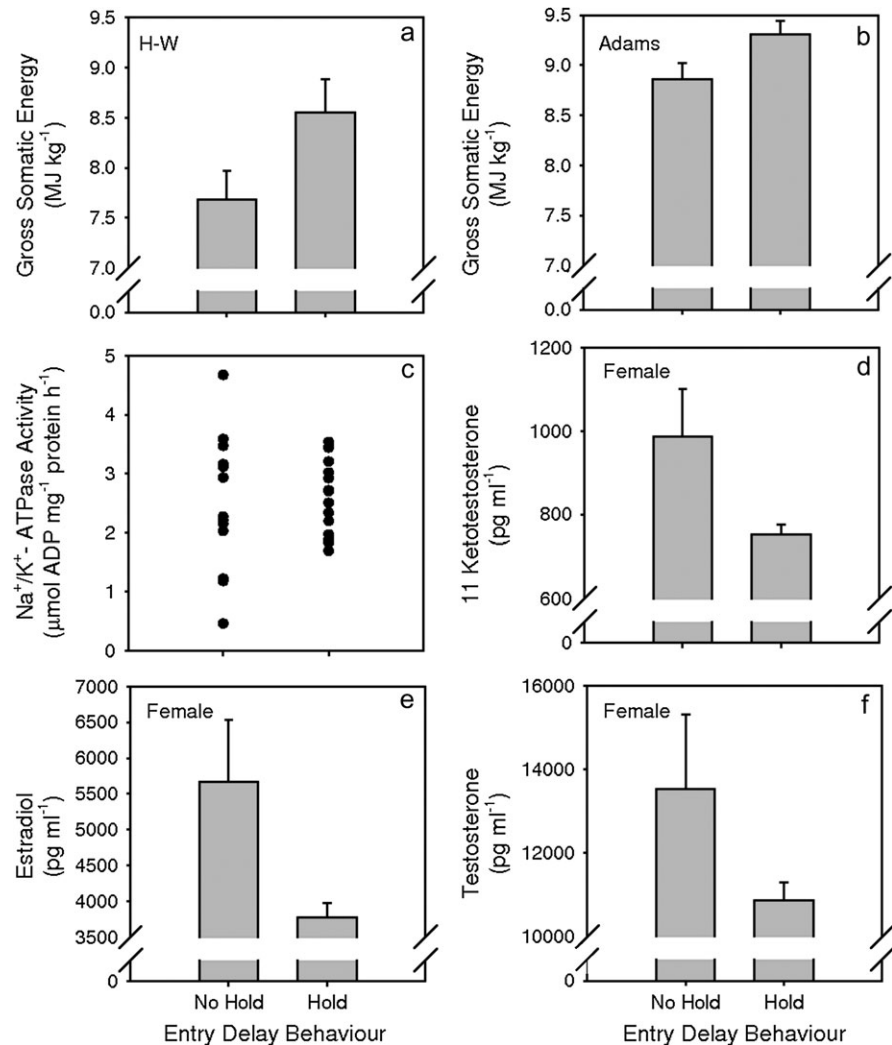 a
H-W
9.5
9.0
8.5
8.0
7.5
7.0
0.0
Gross Somatic Energy
(MJ kg⁻¹)
b
Adams
9.5
9.0
8.5
8.0
7.5
7.0
0.0
Gross Somatic Energy
(MJ kg⁻¹)
c
5
4
3
2
1
0
Na⁺/K⁺- ATPase Activity
(μmol ADP mg⁻¹ protein h⁻¹)
d
Female
1200
1000
800
600
0
11 Ketotestosterone
(pg ml⁻¹)
e
Female
7000
6500
6000
5500
5000
4500
4000
3500
0
Estradiol
(pg ml⁻¹)
No Hold Hold
Entry Delay Behaviour
f
Female
16000
14000
12000
10000
0
Testosterone
(pg ml⁻¹)
No Hold Hold
Entry Delay Behaviour